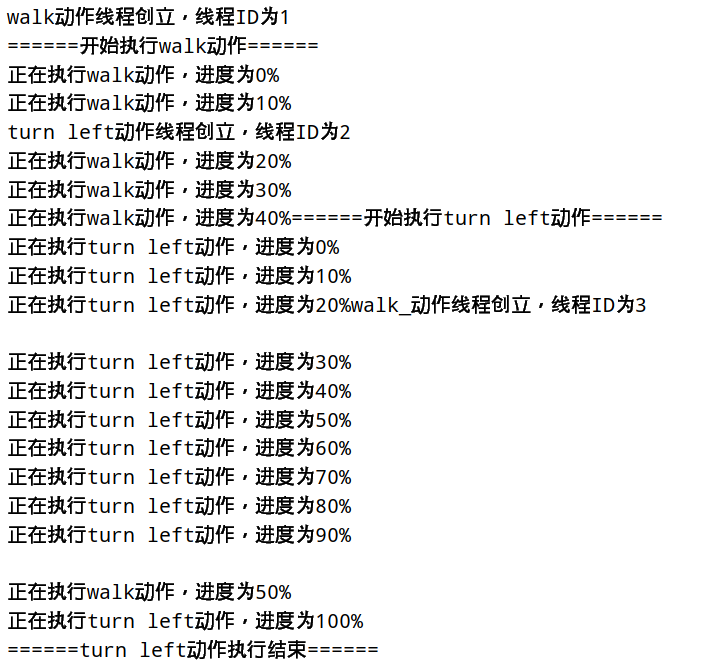 walk动作线程创立，线程ID为1
======开始执行walk动作======
正在执行walk动作，进度为0%
正在执行walk动作，进度为10%
turn left动作线程创立，线程ID为2
正在执行walk动作，进度为20%
正在执行walk动作，进度为30%
正在执行walk动作，进度为40%======开始执行turn left动作======
正在执行turn left动作，进度为0%
正在执行turn left动作，进度为10%
正在执行turn left动作，进度为20%walk_动作线程创立，线程ID为3
正在执行turn left动作，进度为30%
正在执行turn left动作，进度为40%
正在执行turn left动作，进度为50%
正在执行turn left动作，进度为60%
正在执行turn left动作，进度为70%
正在执行turn left动作，进度为80%
正在执行turn left动作，进度为90%
正在执行walk动作，进度为50%
正在执行turn left动作，进度为100%
======turn left动作执行结束======